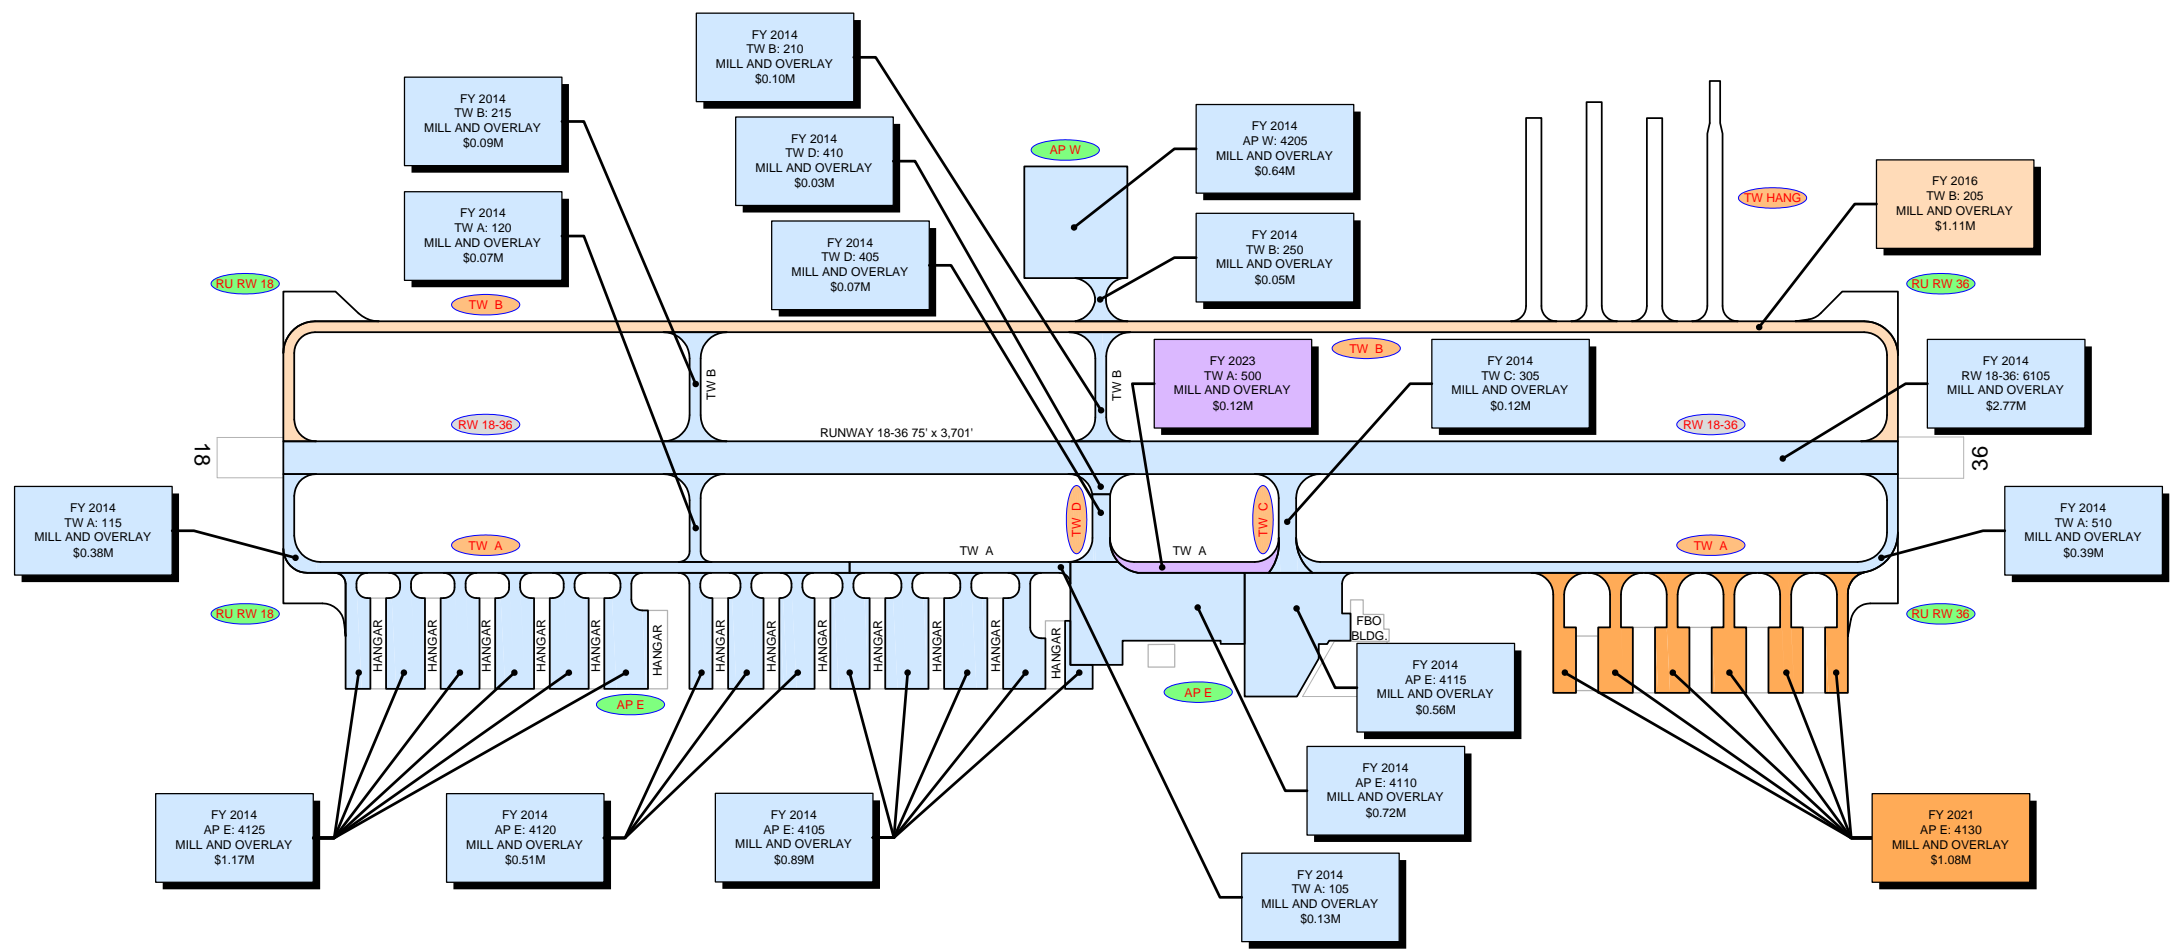 FY 2014
TW B: 210
MILL AND OVERLAY
$0.10M
FY 2014
TW B: 215
MILL AND OVERLAY
$0.09M
FY 2014
TW D: 410
MILL AND OVERLAY
$0.03M
FY 2014
AP W: 4205
MILL AND OVERLAY
$0.64M
AP W
FY 2016
TW B: 205
MILL AND OVERLAY
$1.11M
TW HANG
FY 2014
TW A: 120
MILL AND OVERLAY
$0.07M
FY 2014
TW D: 405
MILL AND OVERLAY
$0.07M
FY 2014
TW B: 250
MILL AND OVERLAY
$0.05M
RU RW 18
TW B
RU RW 36
TW B
TW B
TW B
FY 2023
TW A: 500
MILL AND OVERLAY
$0.12M
FY 2014
TW C: 305
MILL AND OVERLAY
$0.12M
FY 2014
RW 18-36: 6105
MILL AND OVERLAY
$2.77M
RW 18-36
RUNWAY 18-36 75' x 3,701'
RW 18-36
18
36
FY 2014
TW A: 115
MILL AND OVERLAY
$0.38M
TW A
TW A
TW D
TW A
TW C
TW A
FY 2014
TW A: 510
MILL AND OVERLAY
$0.39M
RU RW 18
HANGAR
HANGAR
HANGAR
HANGAR
HANGAR
HANGAR
HANGAR
HANGAR
HANGAR
HANGAR
HANGAR
HANGAR
HANGAR
FBO
BLDG.
RU RW 36
AP E
AP E
FY 2014
AP E: 4115
MILL AND OVERLAY
$0.56M
FY 2014
AP E: 4110
MILL AND OVERLAY
$0.72M
FY 2014
AP E: 4125
MILL AND OVERLAY
$1.17M
FY 2014
AP E: 4120
MILL AND OVERLAY
$0.51M
FY 2014
AP E: 4105
MILL AND OVERLAY
$0.89M
FY 2021
AP E: 4130
MILL AND OVERLAY
$1.08M
FY 2014
TW A: 105
MILL AND OVERLAY
$0.13M